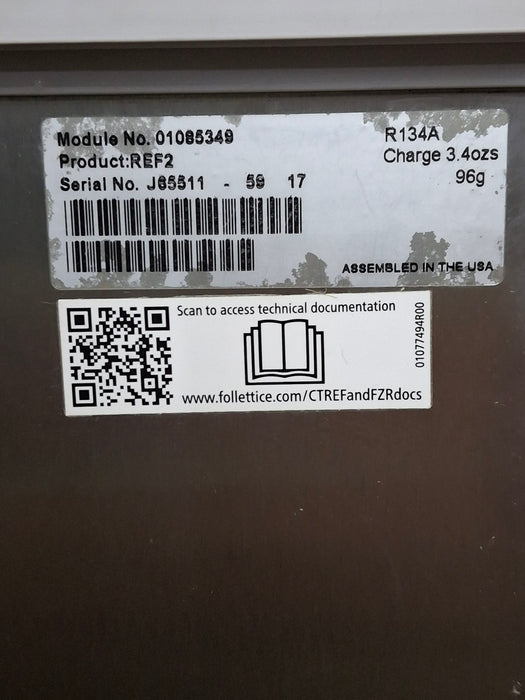 Module No. 01085349
R134A
Product:REF2
Charge 3.4ozs
Serial No. J65511 - 59 17
96g
ASSEMBLED IN THE USA
Scan to access technical documentation
www.follettice.com/CTREFandFZRdocs
01077494R00